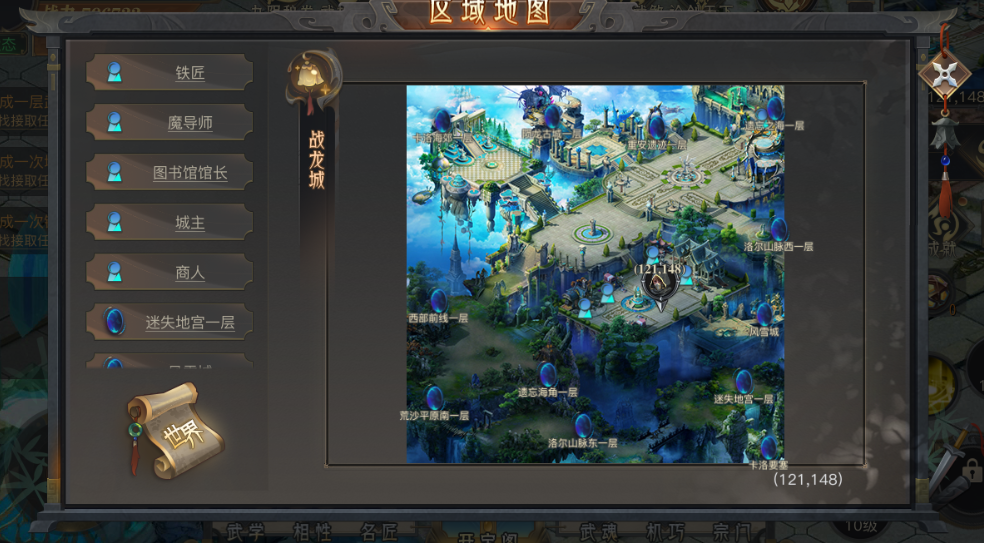 区域地图
铁匠
魔导师
图书馆馆长
城主
商人
迷失地宫一层
世界
战龙城
重安遗迹一层
洛尔山脉西一层
(121,148)
西部前线一层
风雪城
遗忘海角一层
迷失地宫一层
荒沙平原南一层
洛尔山脉东一层
卡洛要塞
(121,148)
武学
相性
名匠
武魂
机巧
宗门
10级